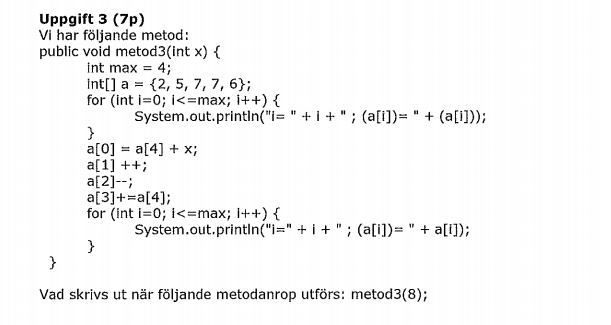 Uppgift 3 (7p)
Vi har följande metod:
public void metod3(int x) {
int max = 4;
int[] a = {2, 5, 7, 7, 6};
for (int i=0; i<=max; i++) {
System.out.println("i= " + i + " ; (a[i])= " + (a[i]));
}
a[0] = a[4] + x;
a[1] ++;
a[2]--;
a[3]+=a[4];
for (int i=0; i<=max; i++) {
System.out.println("i=" + i + " ; (a[i])= " + a[i]);
}
}
Vad skrivs ut när följande metodanrop utförs: metod3(8);